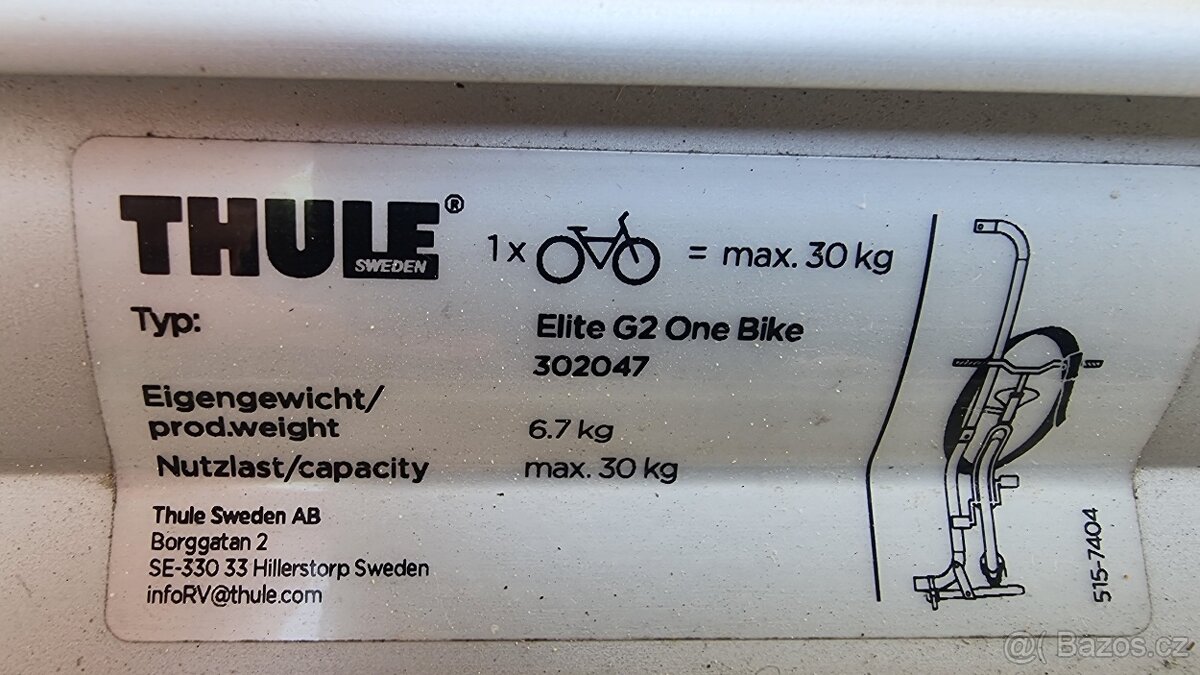 THULE®
SWEDEN
1 x = max. 30 kg
Typ: Elite G2 One Bike
302047
Eigengewicht/
prod.weight 6.7 kg
Nutzlast/capacity max. 30 kg
Thule Sweden AB
Borggatan 2
SE-330 33 Hillerstorp Sweden
infoRV@thule.com
515-7404
@( Bazos.cz